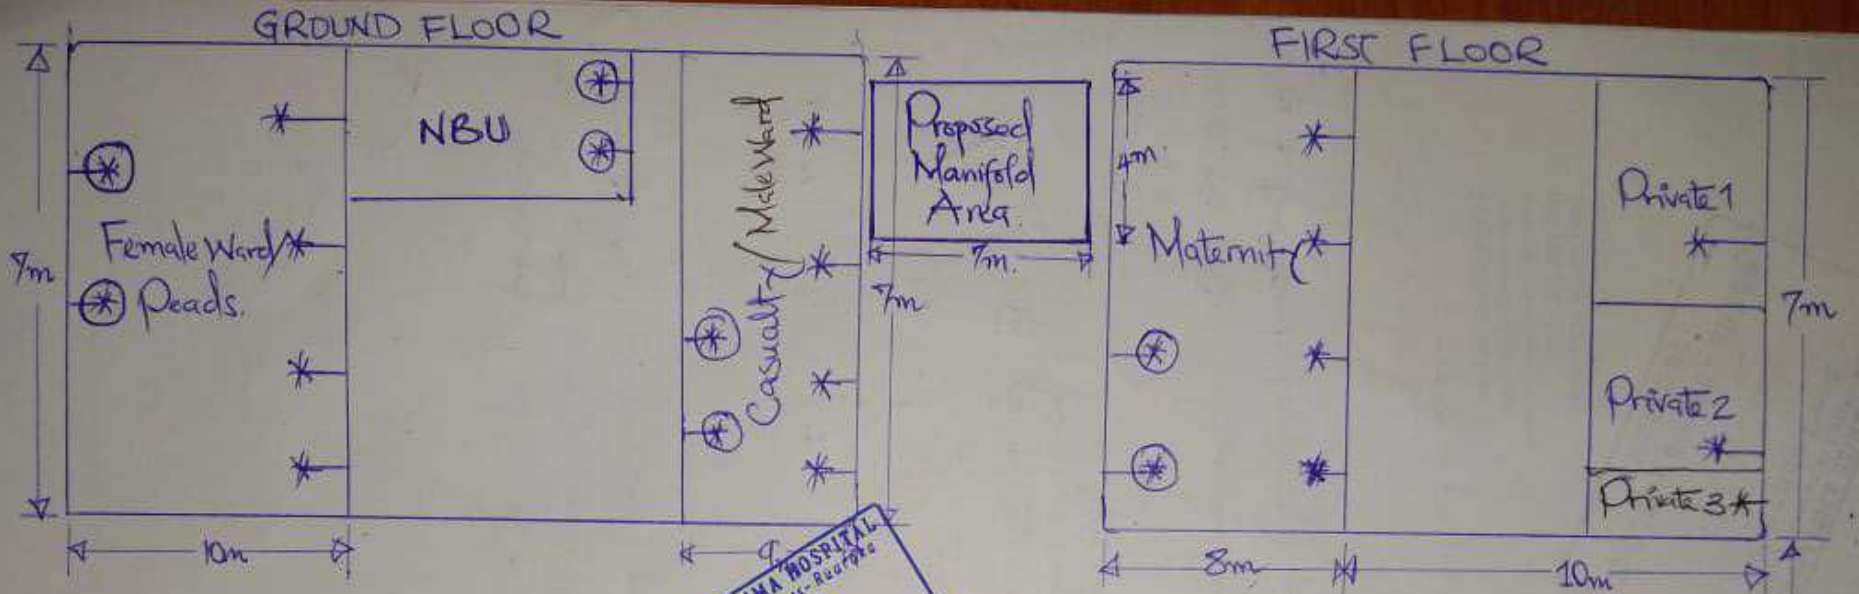 GROUND FLOOR
FIRST FLOOR
NBU
Female Ward/
Peads.
Casualty/Male Ward
Proposed
Manifold
Area.
7m.
7m
7m
4m
Maternity
Private 1
Private 2
Private 3
7m
10m
9
HOSPITAL
8m
10m